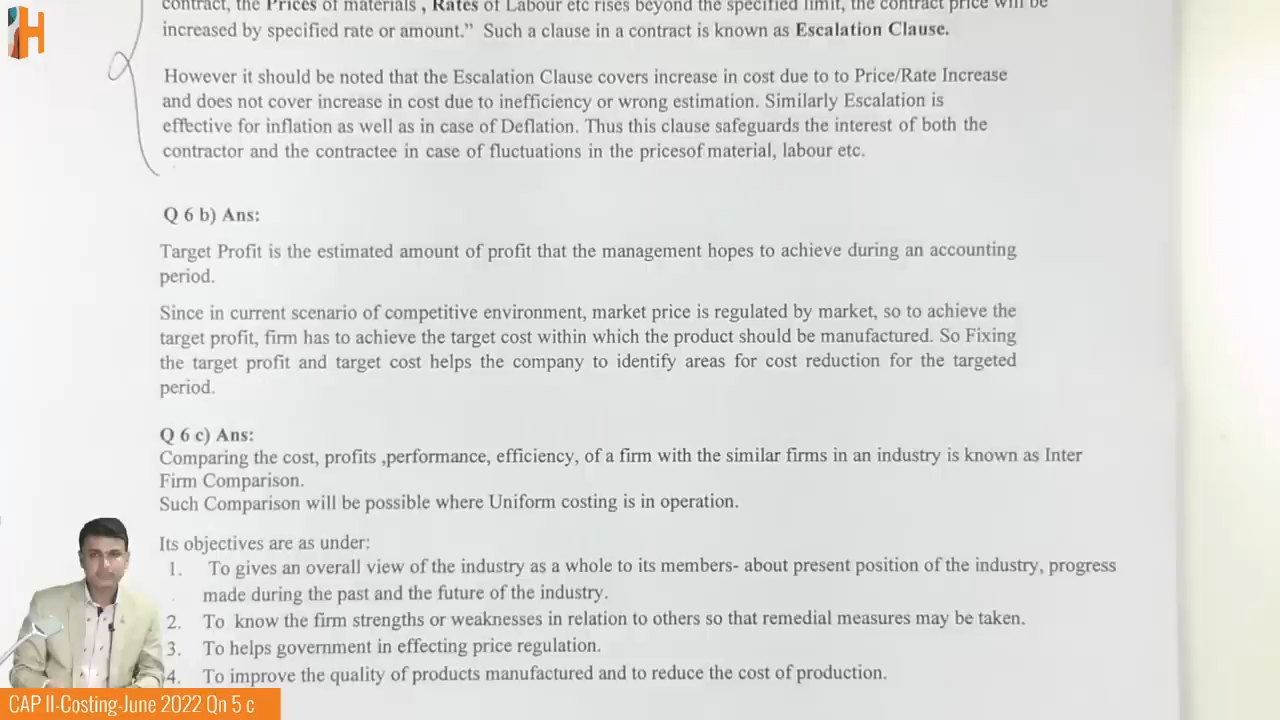 contract, the Prices of materials , Rates of Labour etc rises beyond the specified limit, the contract price will be
increased by specified rate or amount.” Such a clause in a contract is known as Escalation Clause.
However it should be noted that the Escalation Clause covers increase in cost due to to Price/Rate Increase
and does not cover increase in cost due to inefficiency or wrong estimation. Similarly Escalation is
effective for inflation as well as in case of Deflation. Thus this clause safeguards the interest of both the
contractor and the contractee in case of fluctuations in the pricesof material, labour etc.
Q 6 b) Ans:
Target Profit is the estimated amount of profit that the management hopes to achieve during an accounting
period.
Since in current scenario of competitive environment, market price is regulated by market, so to achieve the
target profit, firm has to achieve the target cost within which the product should be manufactured. So Fixing
the target profit and target cost helps the company to identify areas for cost reduction for the targeted
period.
Q 6 c) Ans:
Comparing the cost, profits ,performance, efficiency, of a firm with the similar firms in an industry is known as Inter
Firm Comparison.
Such Comparison will be possible where Uniform costing is in operation.
Its objectives are as under:
1. To gives an overall view of the industry as a whole to its members- about present position of the industry, progress
made during the past and the future of the industry.
2. To know the firm strengths or weaknesses in relation to others so that remedial measures may be taken.
3. To helps government in effecting price regulation.
4. To improve the quality of products manufactured and to reduce the cost of production.
CAP II-Costing-June 2022 Qn 5 c